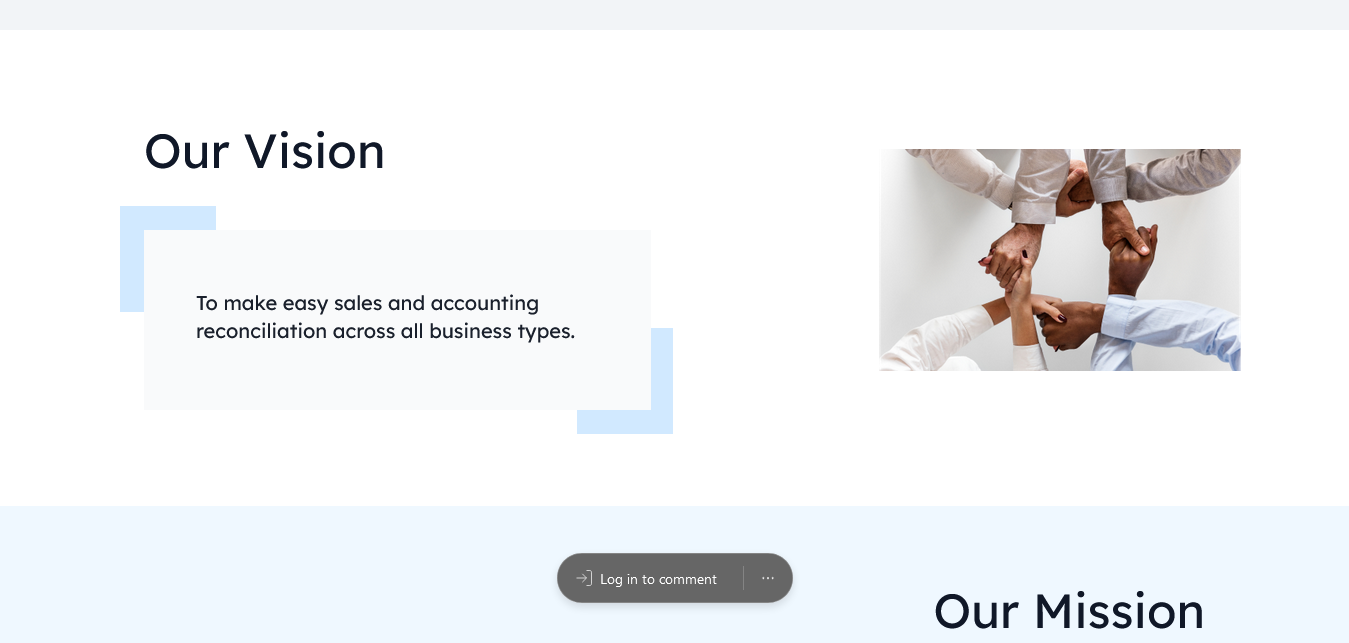 Our Vision
To make easy sales and accounting
reconciliation across all business types.
Log in to comment
Our Mission